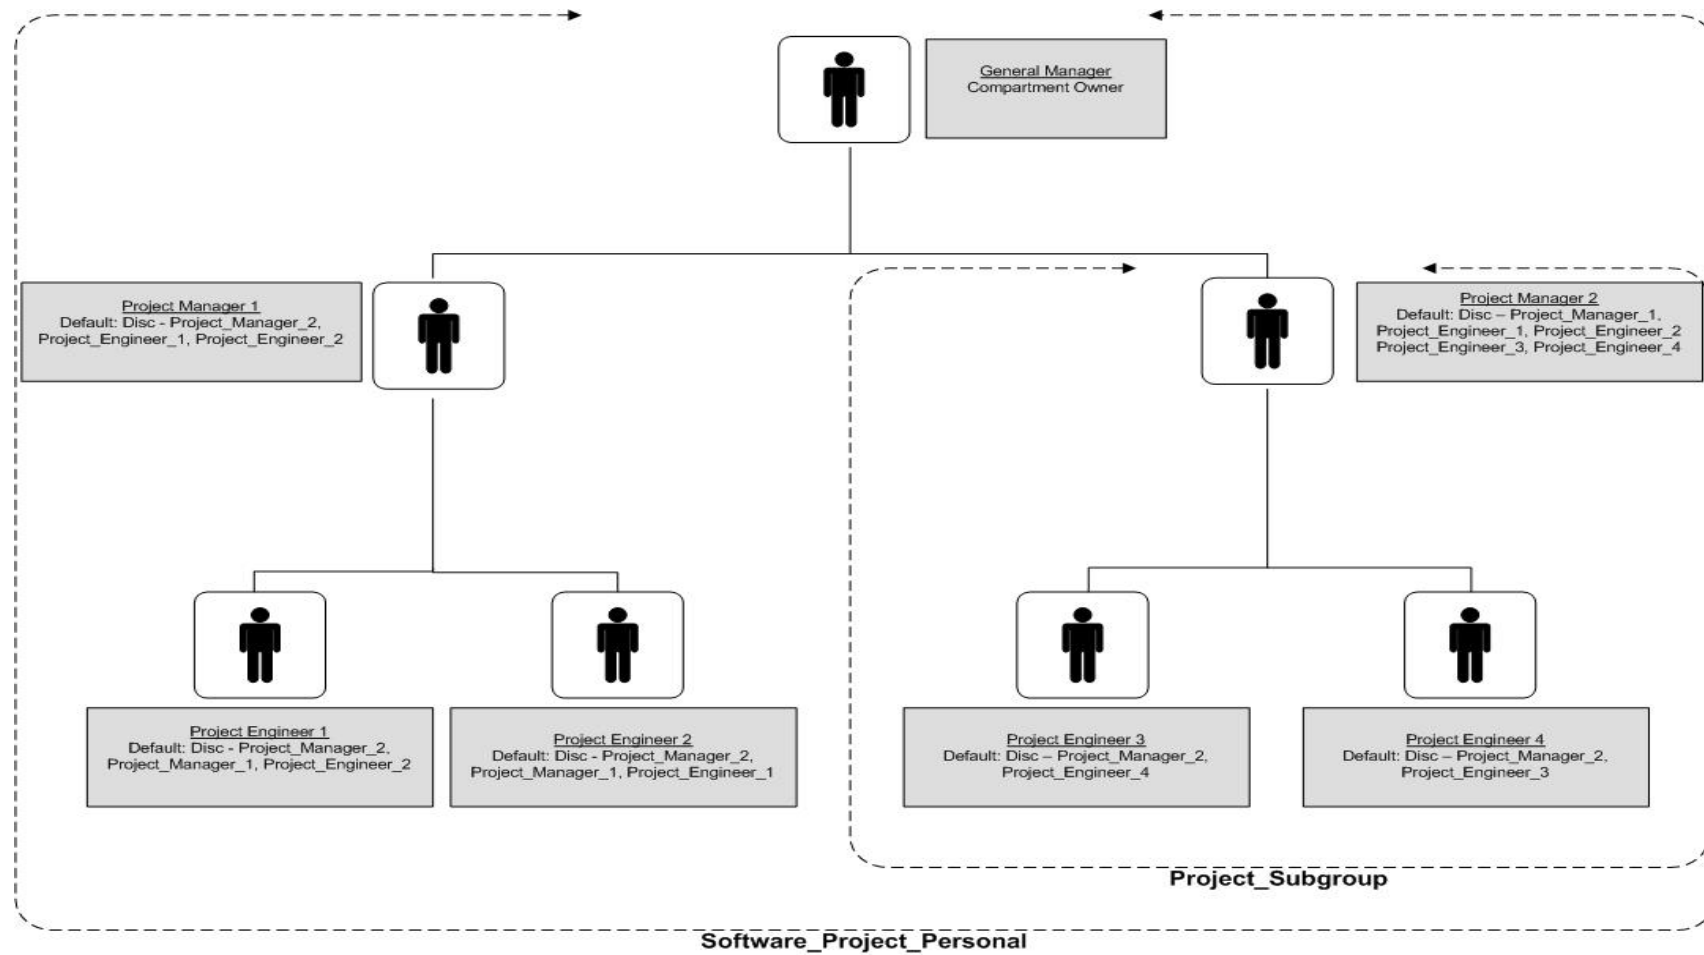 General Manager
Compartment Owner
Project Manager 1
Default: Disc - Project_Manager_2,
Project_Engineer_1, Project_Engineer_2
Project Manager 2
Default: Disc – Project_Manager_1,
Project_Engineer_1, Project_Engineer_2
Project_Engineer_3, Project_Engineer_4
Project Engineer 1
Default: Disc - Project_Manager_2,
Project_Manager_1, Project_Engineer_2
Project Engineer 2
Default: Disc - Project_Manager_2,
Project_Manager_1, Project_Engineer_1
Project Engineer 3
Default: Disc – Project_Manager_2,
Project_Engineer_4
Project Engineer 4
Default: Disc – Project_Manager_2,
Project_Engineer_3
Project_Subgroup
Software_Project_Personal